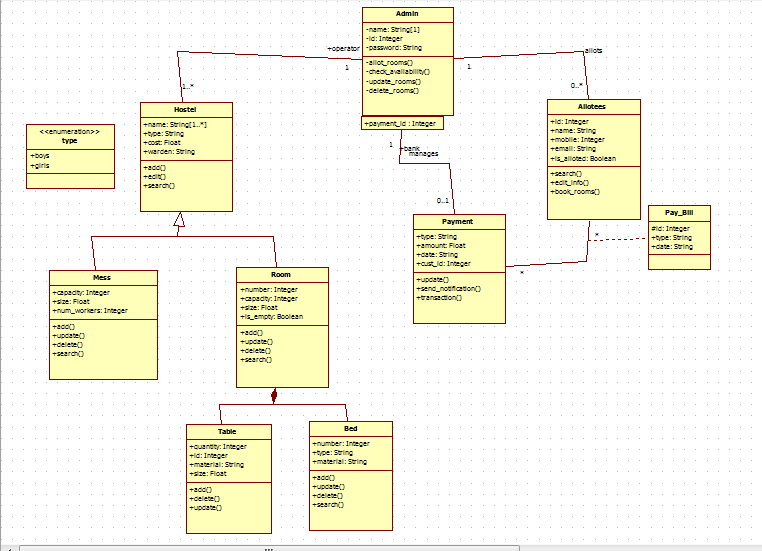 Admin
-name: String[1]
-id: Integer
-password: String
-allot_rooms()
-check_availability()
-update_rooms()
-delete_rooms()
+payment_id : Integer
+operator
1
1..*
allots
1
0..*
1
+bank
manages
0..1
Hostel
+name: String[1..*]
+type: String
+cost: Float
+warden: String
+add()
+edit()
+search()
<<enumeration>>
type
+boys
+girls
Allotees
+id: Integer
+name: String
+mobile: Integer
+email: String
+is_alloted: Boolean
+search()
+edit_info()
+book_rooms()
Payment
+type: String
+amount: Float
+date: String
+cust_id: Integer
+update()
+send_notification()
+transaction()
*
*
Pay_Bill
#id: Integer
+type: String
+date: String
Mess
+capacity: Integer
+size: Float
+num_workers: Integer
+add()
+update()
+delete()
+search()
Room
+number: Integer
+capacity: Integer
+size: Float
+is_empty: Boolean
+add()
+update()
+delete()
+search()
Table
+quantity: Integer
+id: Integer
+material: String
+size: Float
+add()
+delete()
+update()
Bed
+number: Integer
+type: String
+material: String
+add()
+update()
+delete()
+search()